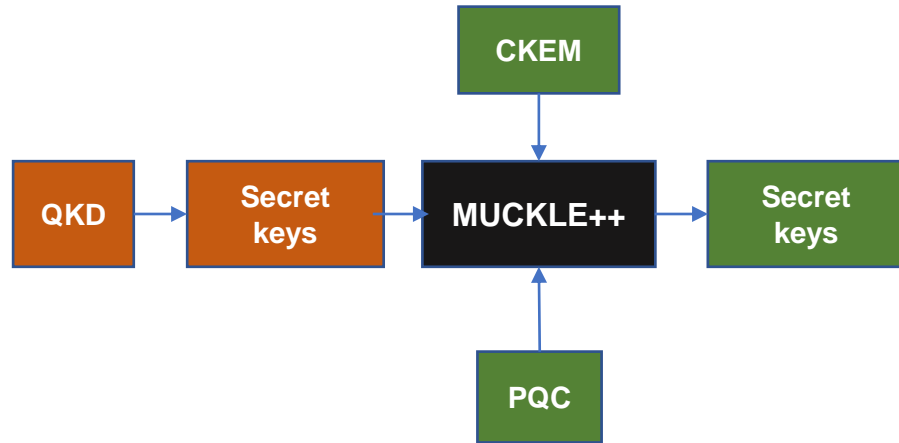 CKEM
QKD
Secret
keys
MUCKLE++
Secret
keys
PQC